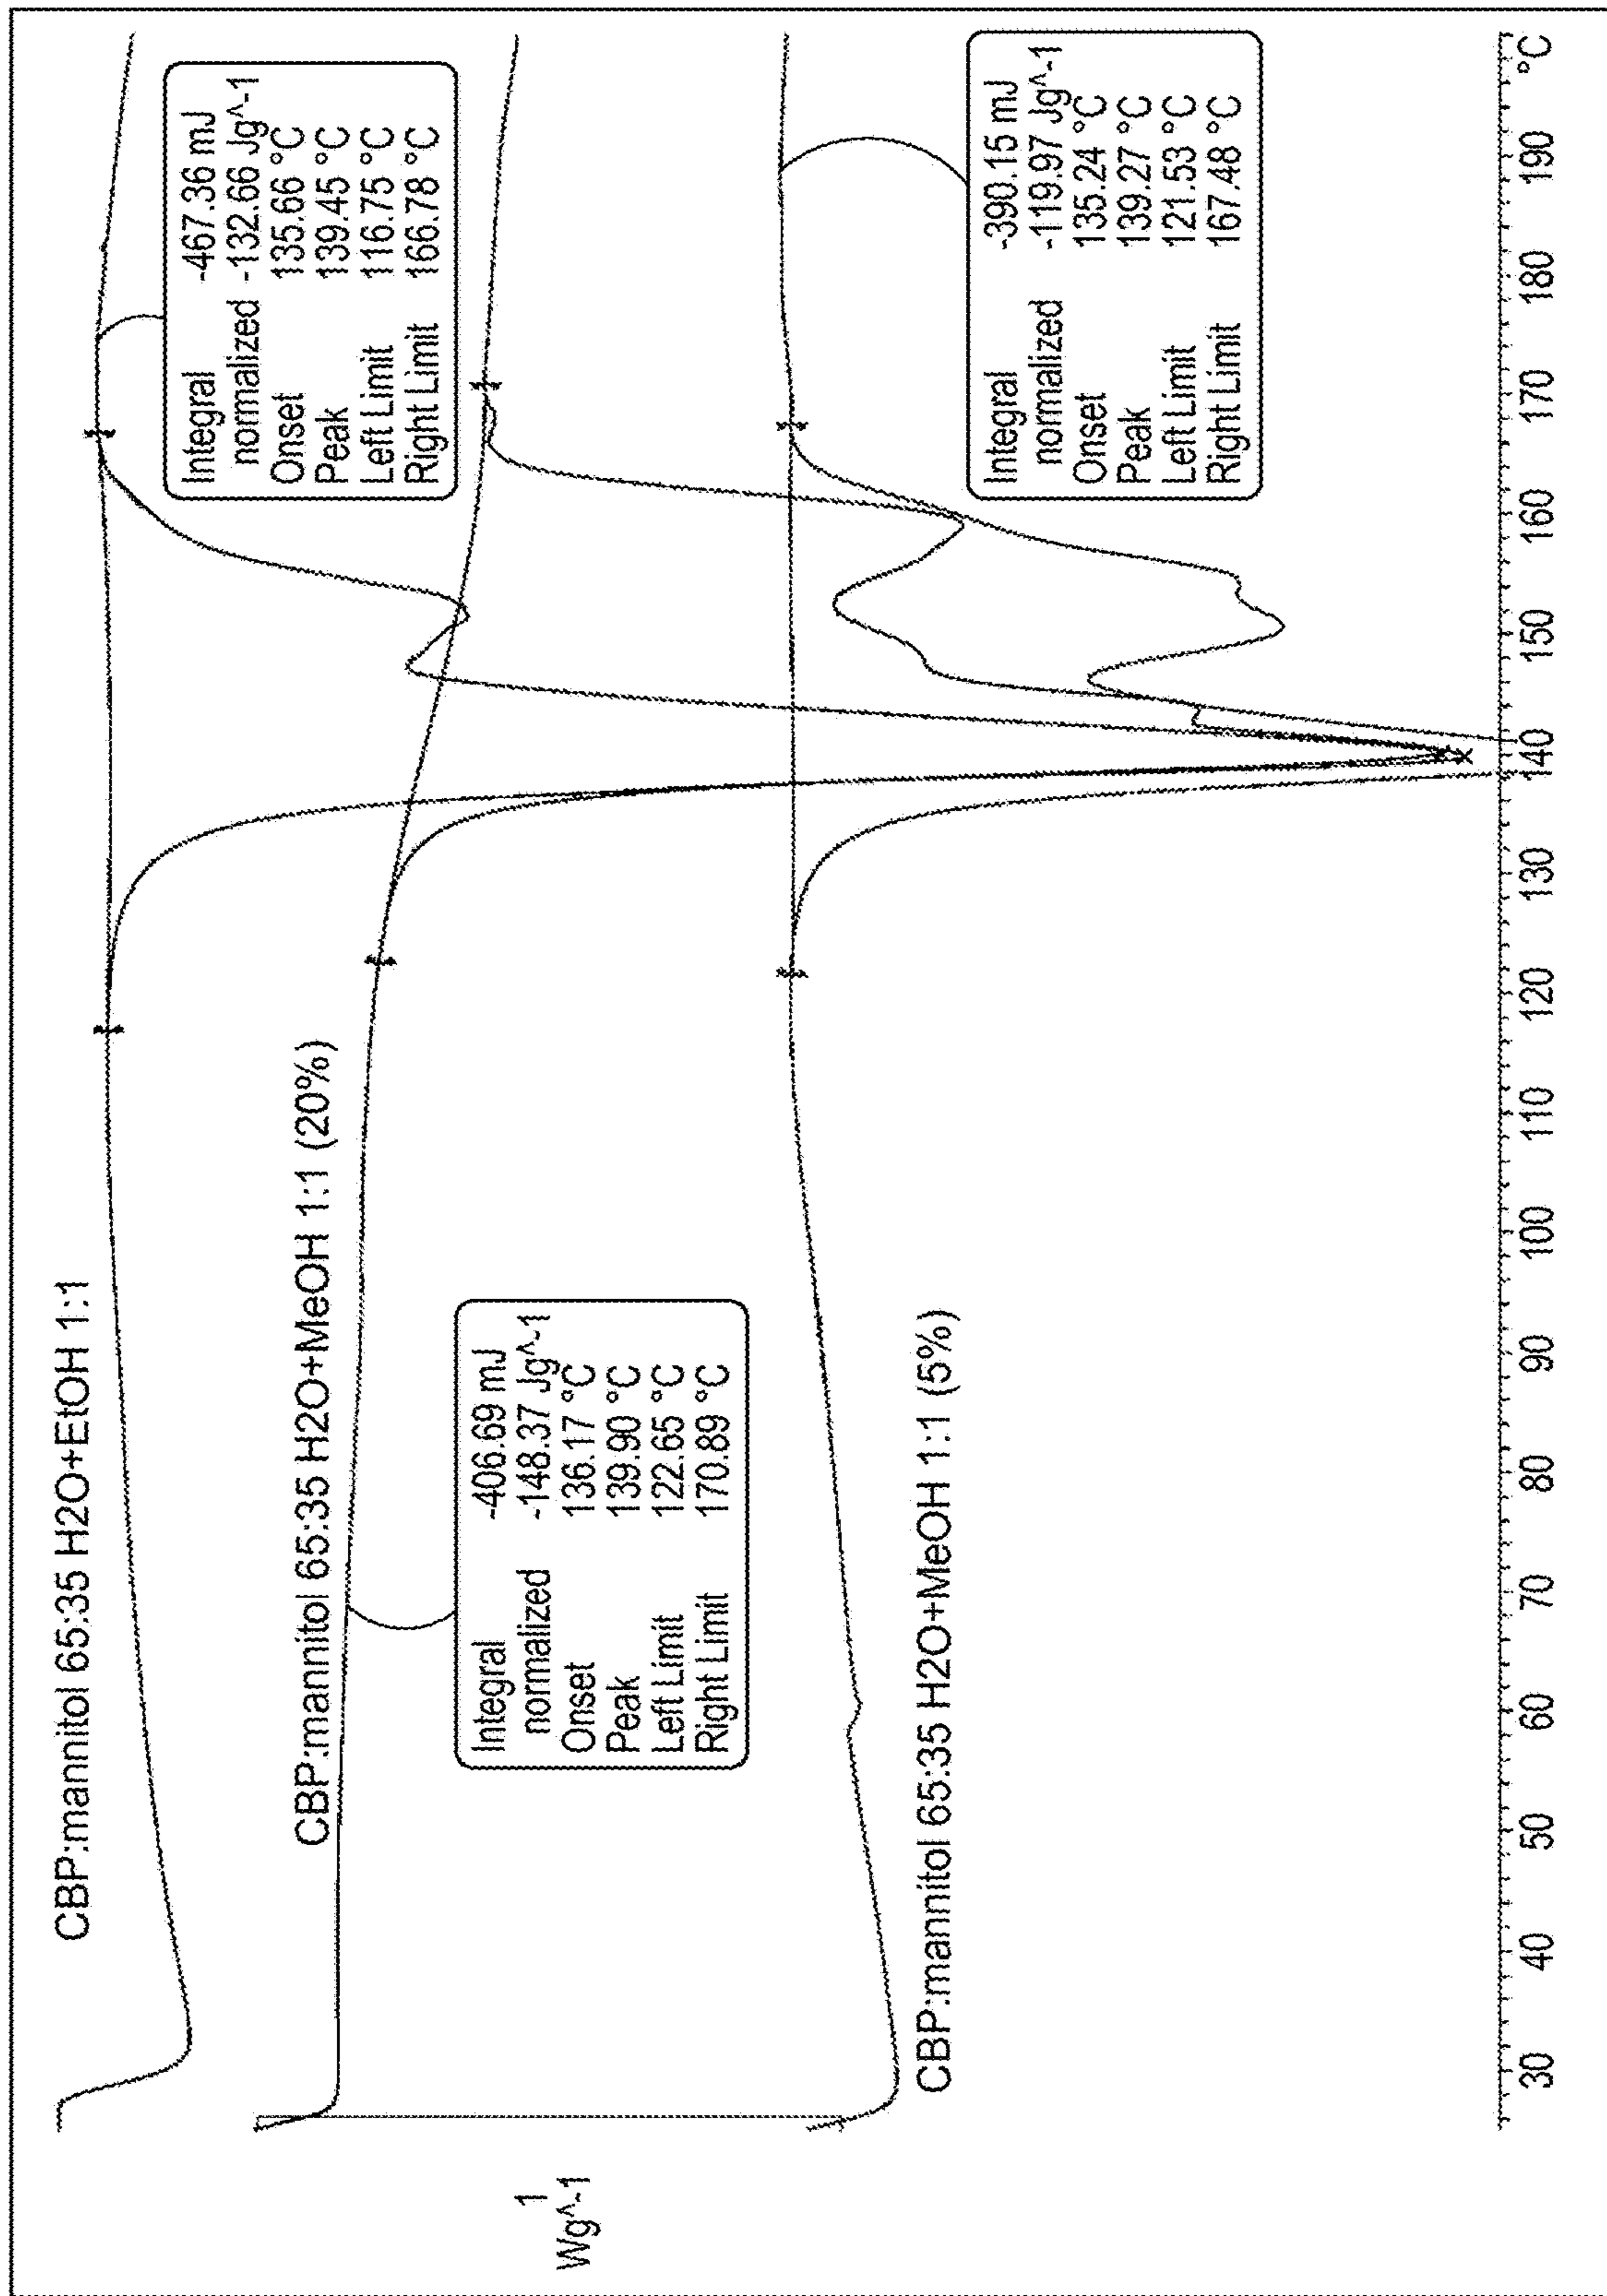 CBP:mannitol 65:35 H2O+EtOH 1:1
Integral -467.36 mJ
normalized -132.66 Jg^-1
Onset 135.66 °C
Peak 139.45 °C
Left Limit 116.75 °C
Right Limit 166.78 °C
CBP:mannitol 65:35 H2O+MeOH 1:1 (20%)
Integral -406.69 mJ
normalized -148.37 Jg^-1
Onset 136.17 °C
Peak 139.90 °C
Left Limit 122.65 °C
Right Limit 170.89 °C
1
Wg^-1
CBP:mannitol 65:35 H2O+MeOH 1:1 (5%)
Integral -390.15 mJ
normalized -119.97 Jg^-1
Onset 135.24 °C
Peak 139.27 °C
Left Limit 121.53 °C
Right Limit 167.48 °C
30 40 50 60 70 80 90 100 110 120 130 140 150 160 170 180 190 °C